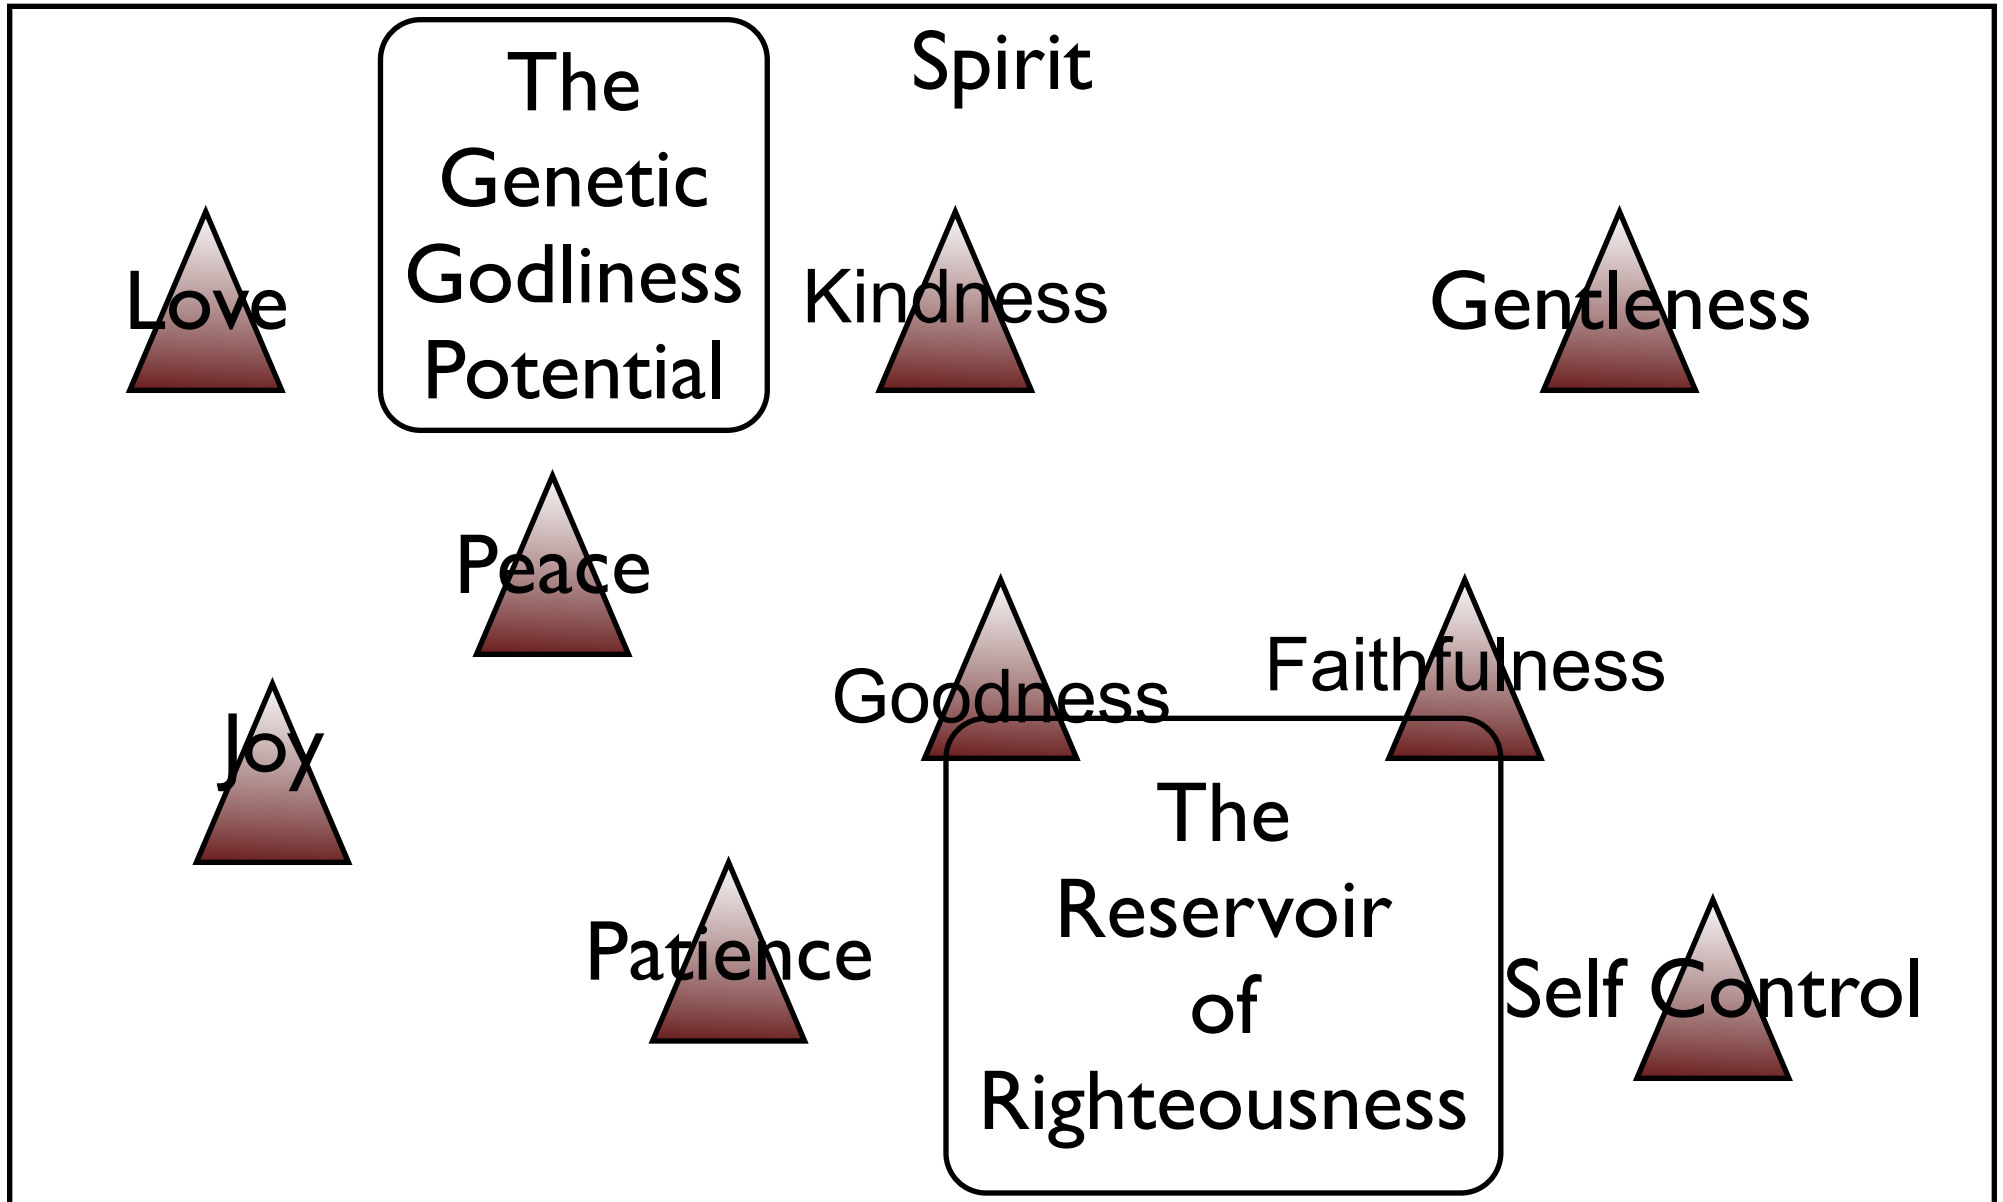 Spirit
The
Genetic
Godliness
Potential
Love
Kindness
Gentleness
Peace
Goodness
Faithfulness
Joy
Patience
The
Reservoir
of
Righteousness
Self Control